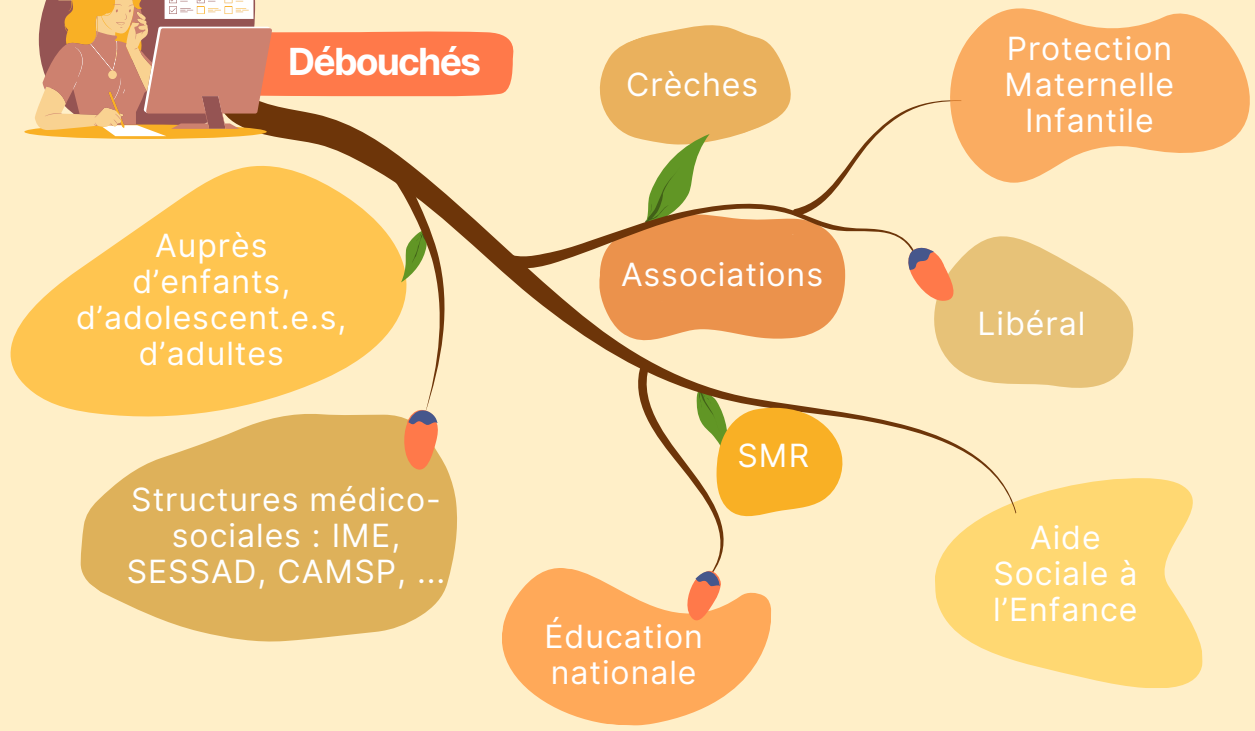 Débouchés
Crèches
Protection
Maternelle
Infantile
Auprès
d’enfants,
d’adolescent.e.s,
d’adultes
Associations
Libéral
SMR
Structures médico-
sociales : IME,
SESSAD, CAMSP, ...
Aide
Sociale à
l’Enfance
Éducation
nationale